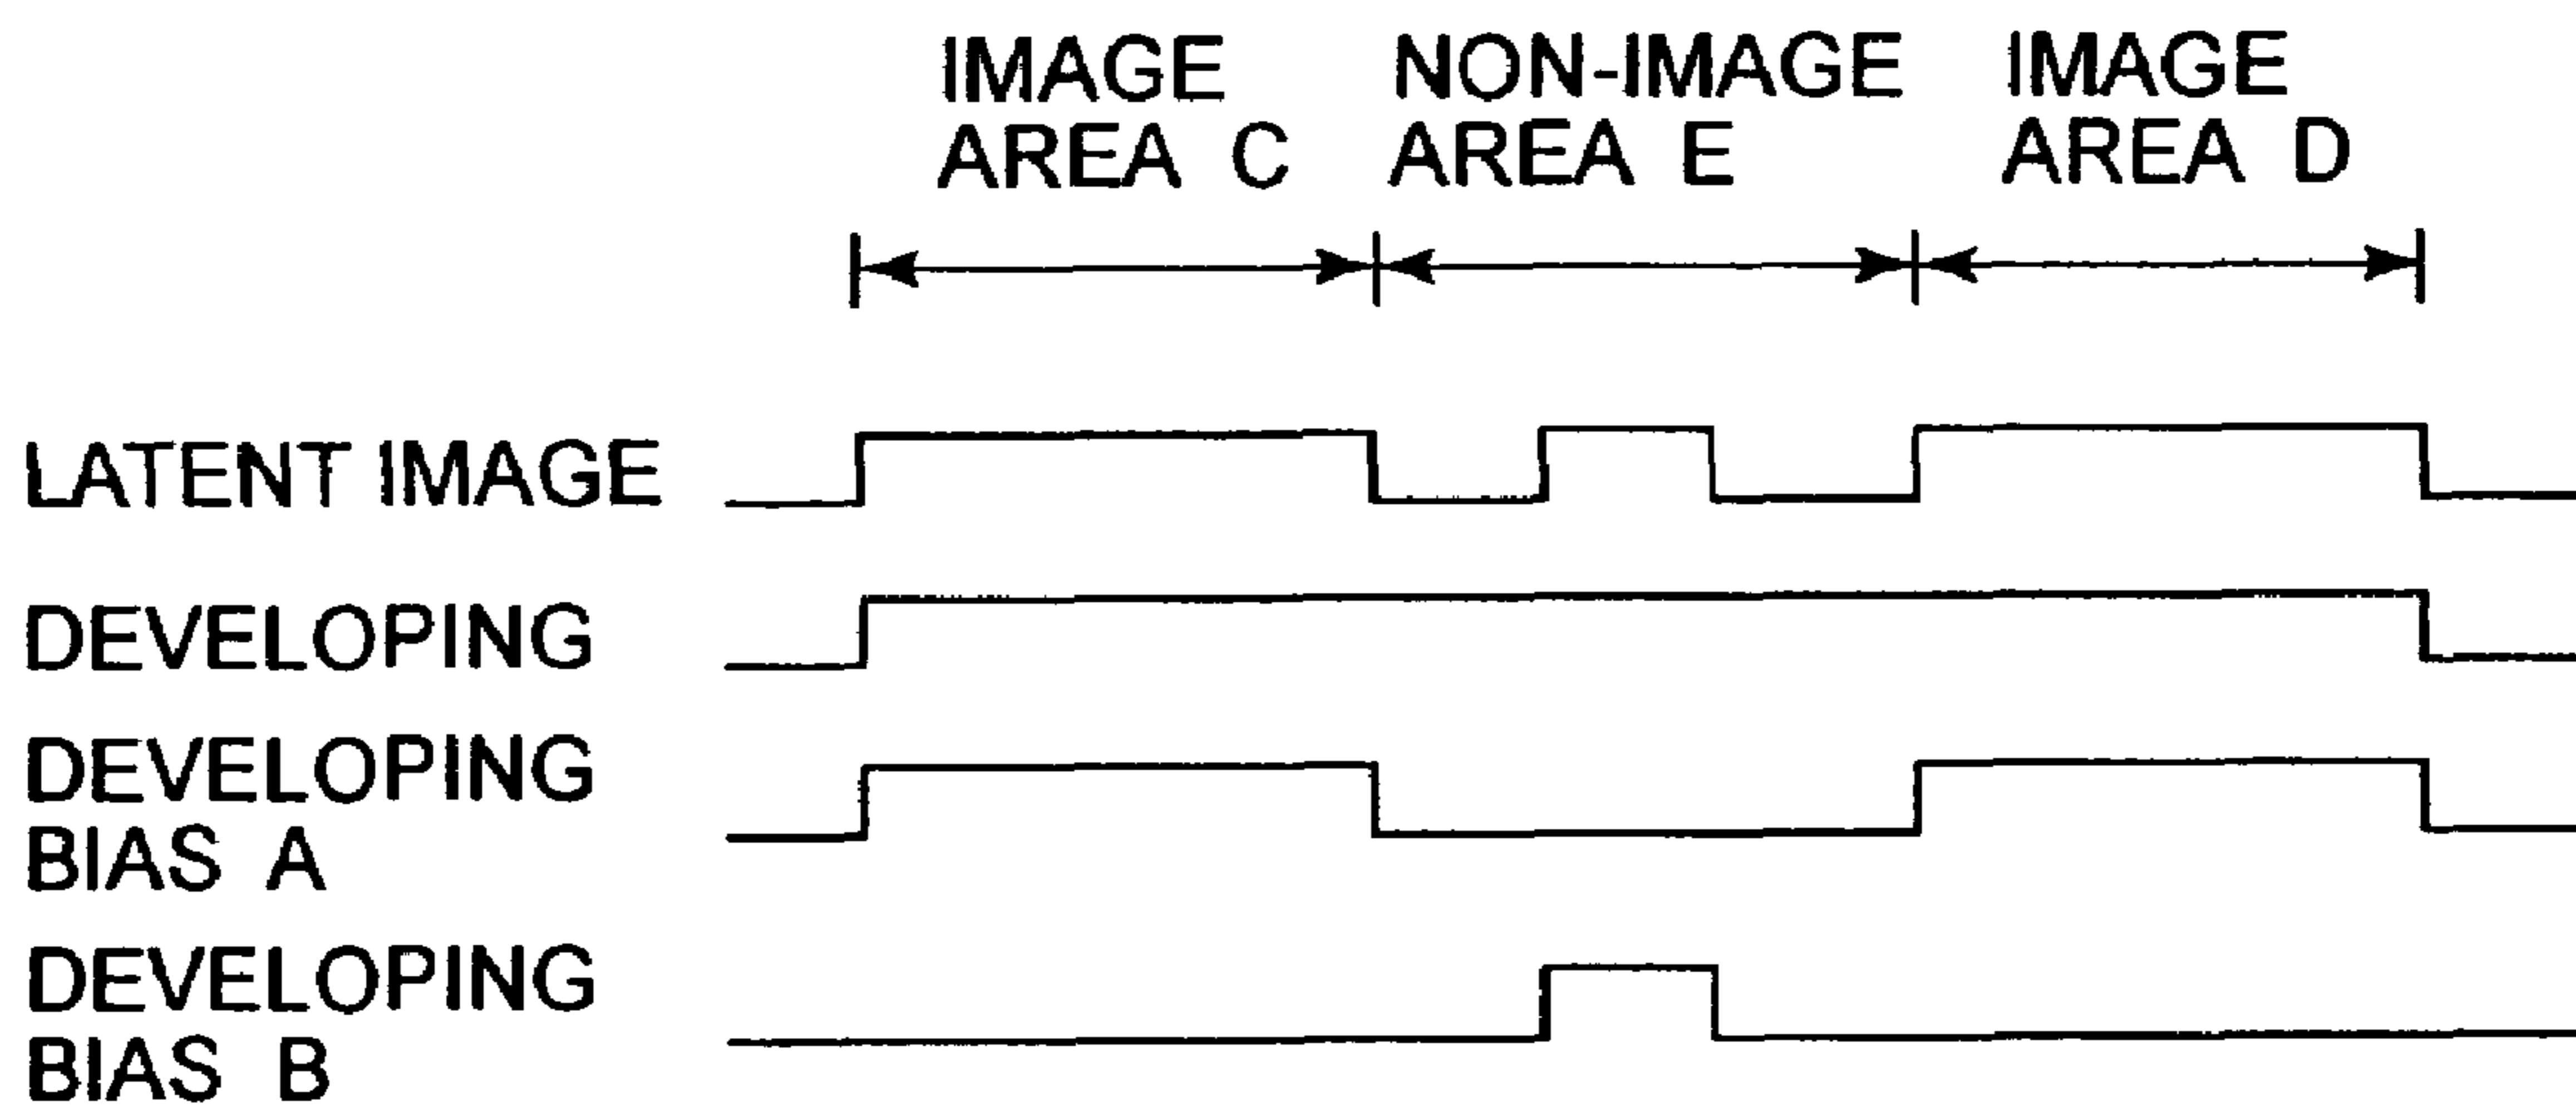 IMAGE
AREA C
NON-IMAGE
AREA E
IMAGE
AREA D
LATENT IMAGE
DEVELOPING
DEVELOPING
BIAS A
DEVELOPING
BIAS B